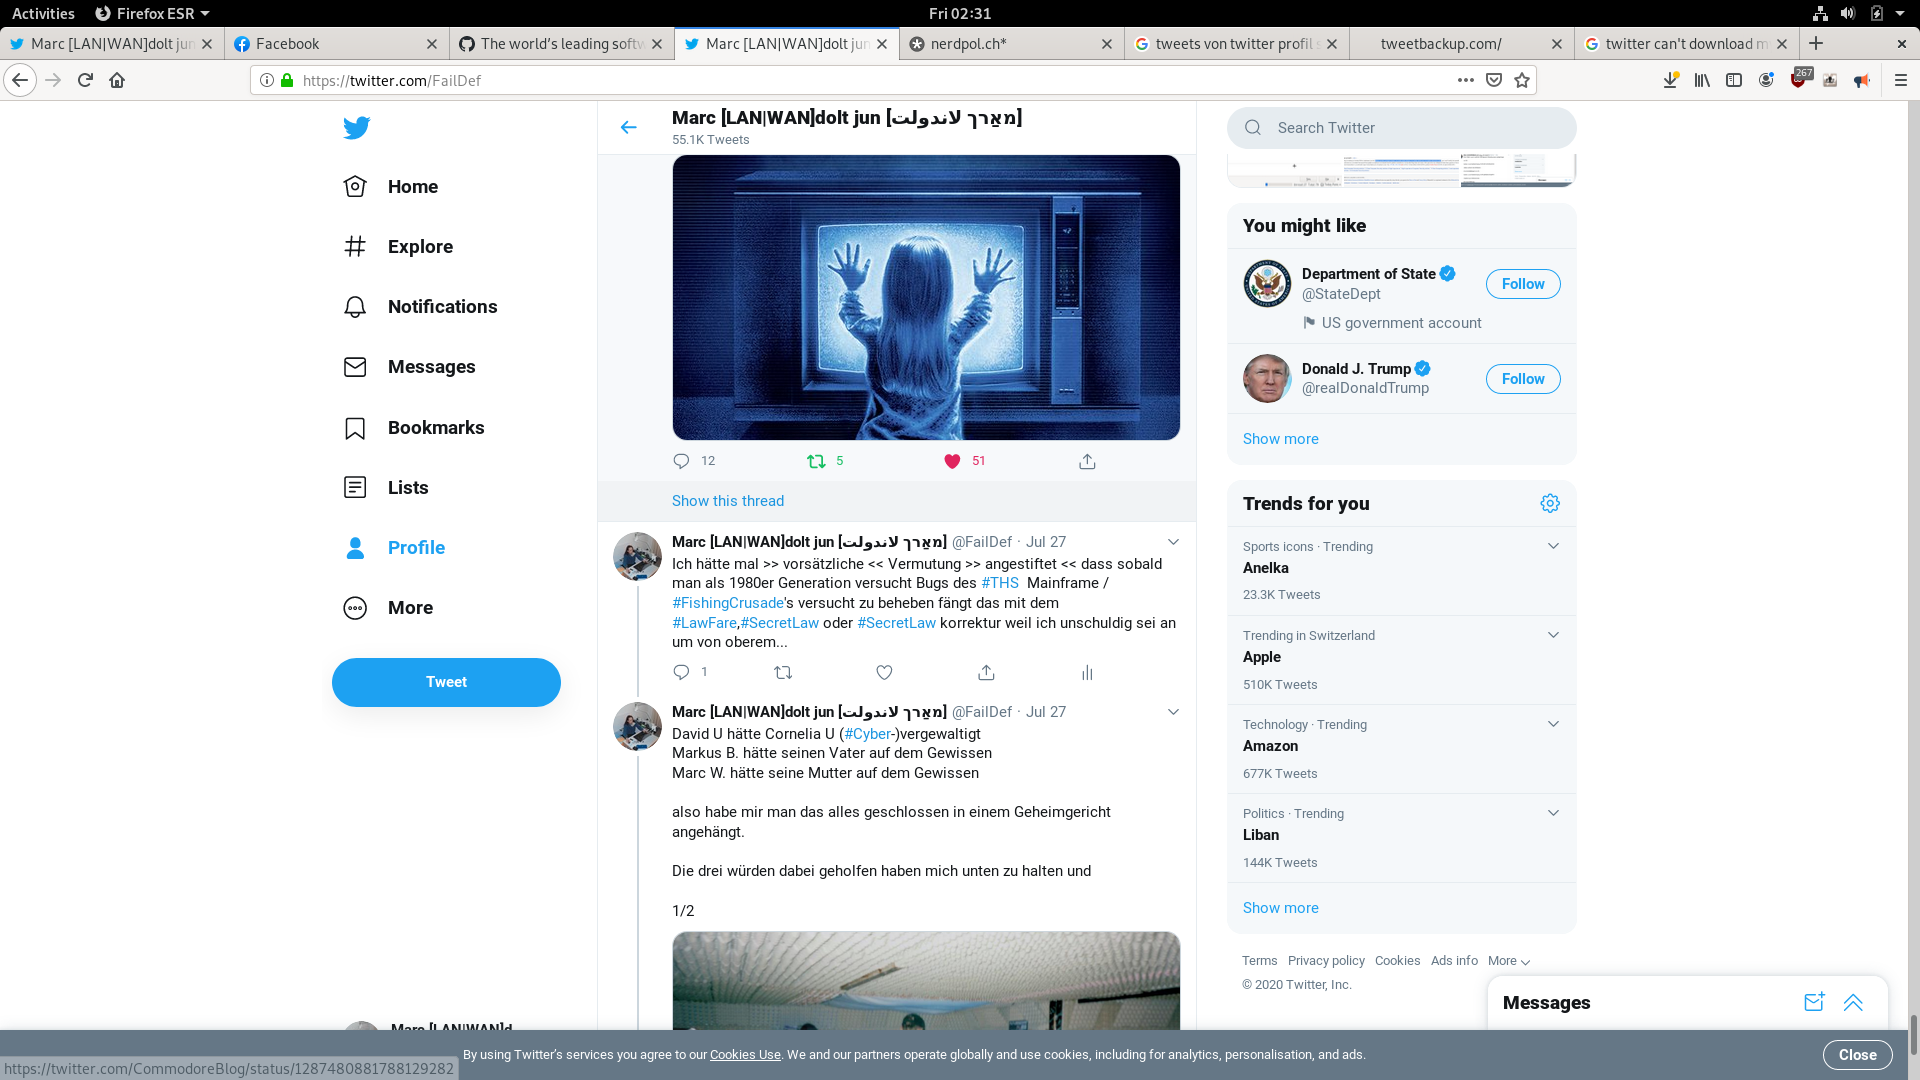 Activities
Firefox ESR
Fri 02:31
Marc [LAN|WAN]dolt jun
Facebook
The world's leading softw
Marc [LAN|WAN]dolt jun
nerdpol.ch*
tweets von twitter profil s
tweetbackup.com/
twitter can't download m
https://twitter.com/FailDef
267
Home
Explore
Notifications
Messages
Bookmarks
Lists
Profile
More
Tweet
Marc [LAN|WAN]d
Marc [LAN|WAN]dolt jun [מאַרך لاندولت]
55.1K Tweets
12
5
51
Show this thread
Marc [LAN|WAN]dolt jun [מאַרך لاندولت] @FailDef · Jul 27
Ich hätte mal >> vorsätzliche << Vermutung >> angestiftet << dass sobald
man als 1980er Generation versucht Bugs des #THS Mainframe /
#FishingCrusade's versucht zu beheben fängt das mit dem
#LawFare,#SecretLaw oder #SecretLaw korrektur weil ich unschuldig sei an
um von oberem...
1
Marc [LAN|WAN]dolt jun [מאַרך لاندولت] @FailDef · Jul 27
David U hätte Cornelia U (#Cyber-)vergewaltigt
Markus B. hätte seinen Vater auf dem Gewissen
Marc W. hätte seine Mutter auf dem Gewissen
also habe mir man das alles geschlossen in einem Geheimgericht
angehängt.
Die drei würden dabei geholfen haben mich unten zu halten und
1/2
Search Twitter
You might like
Department of State
@StateDept
US government account
Follow
Donald J. Trump
@realDonaldTrump
Follow
Show more
Trends for you
Sports icons · Trending
Anelka
23.3K Tweets
Trending in Switzerland
Apple
510K Tweets
Technology · Trending
Amazon
677K Tweets
Politics · Trending
Liban
144K Tweets
Show more
Terms Privacy policy Cookies Ads info More
© 2020 Twitter, Inc.
Messages
By using Twitter's services you agree to our Cookies Use. We and our partners operate globally and use cookies, including for analytics, personalisation, and ads.
Close
https://twitter.com/CommodoreBlog/status/1287480881788129282